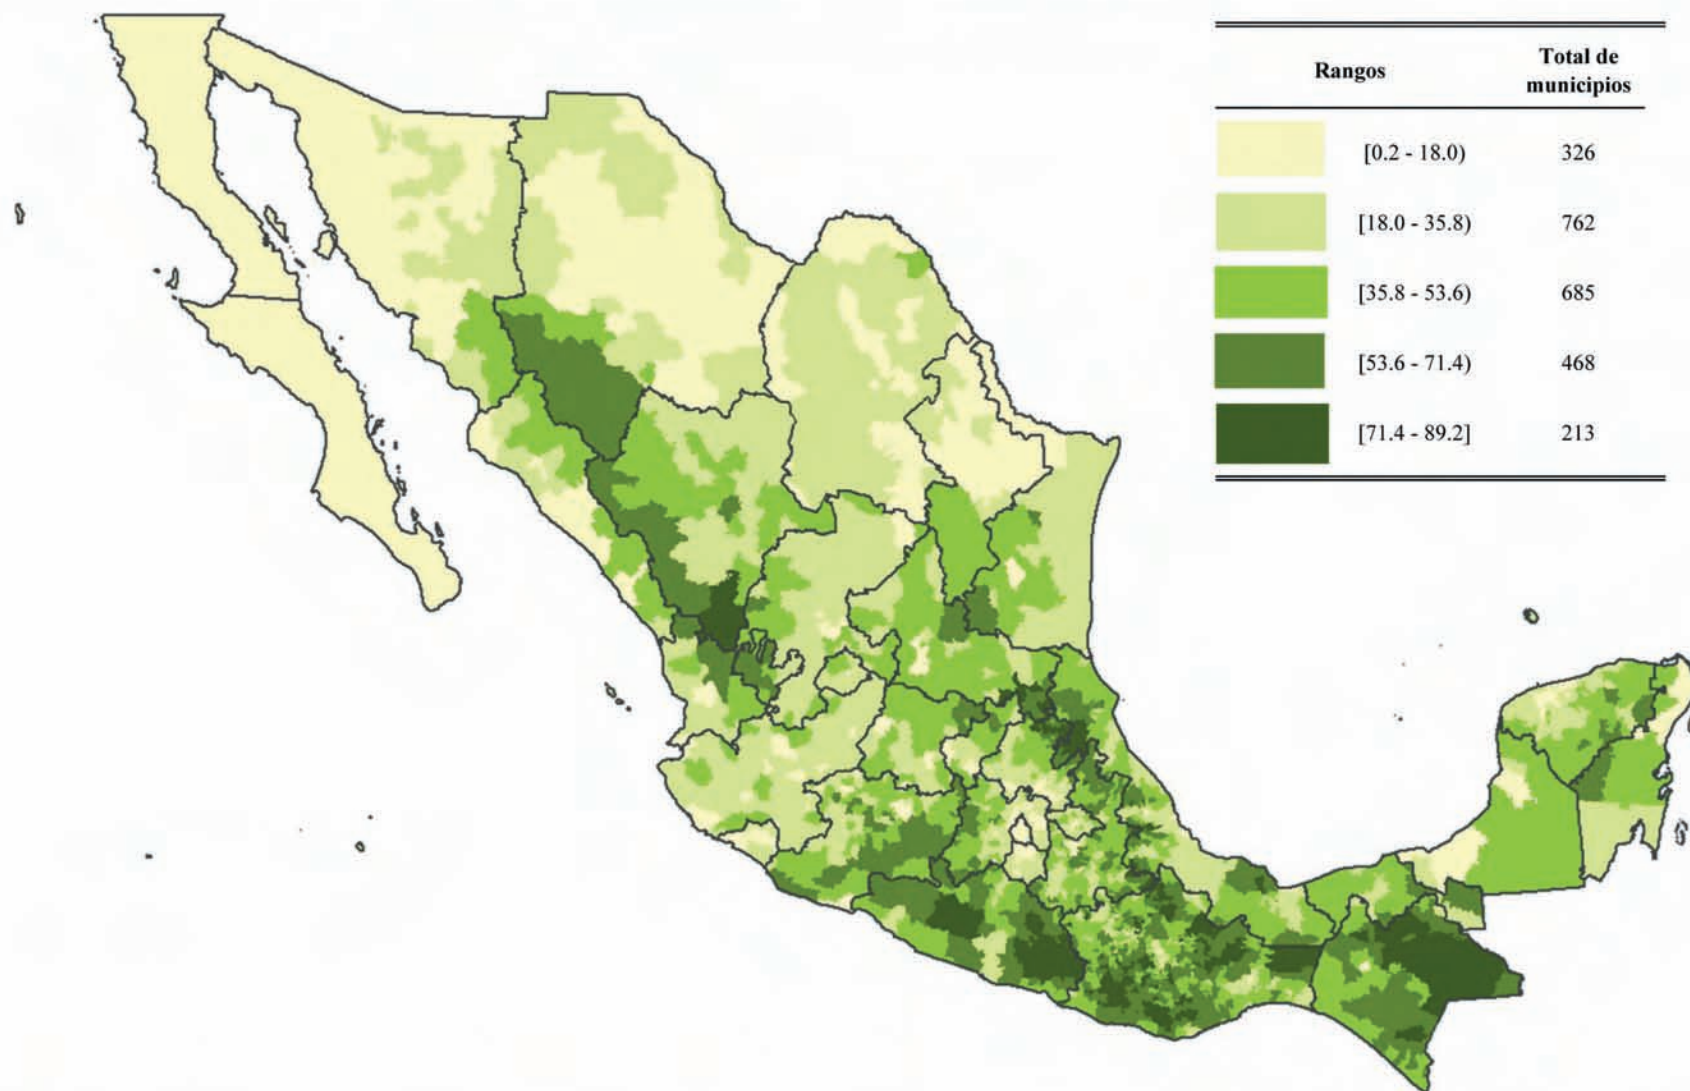 Rangos Total de
municipios
[0.2 - 18.0) 326
[18.0 - 35.8) 762
[35.8 - 53.6) 685
[53.6 - 71.4) 468
[71.4 - 89.2] 213